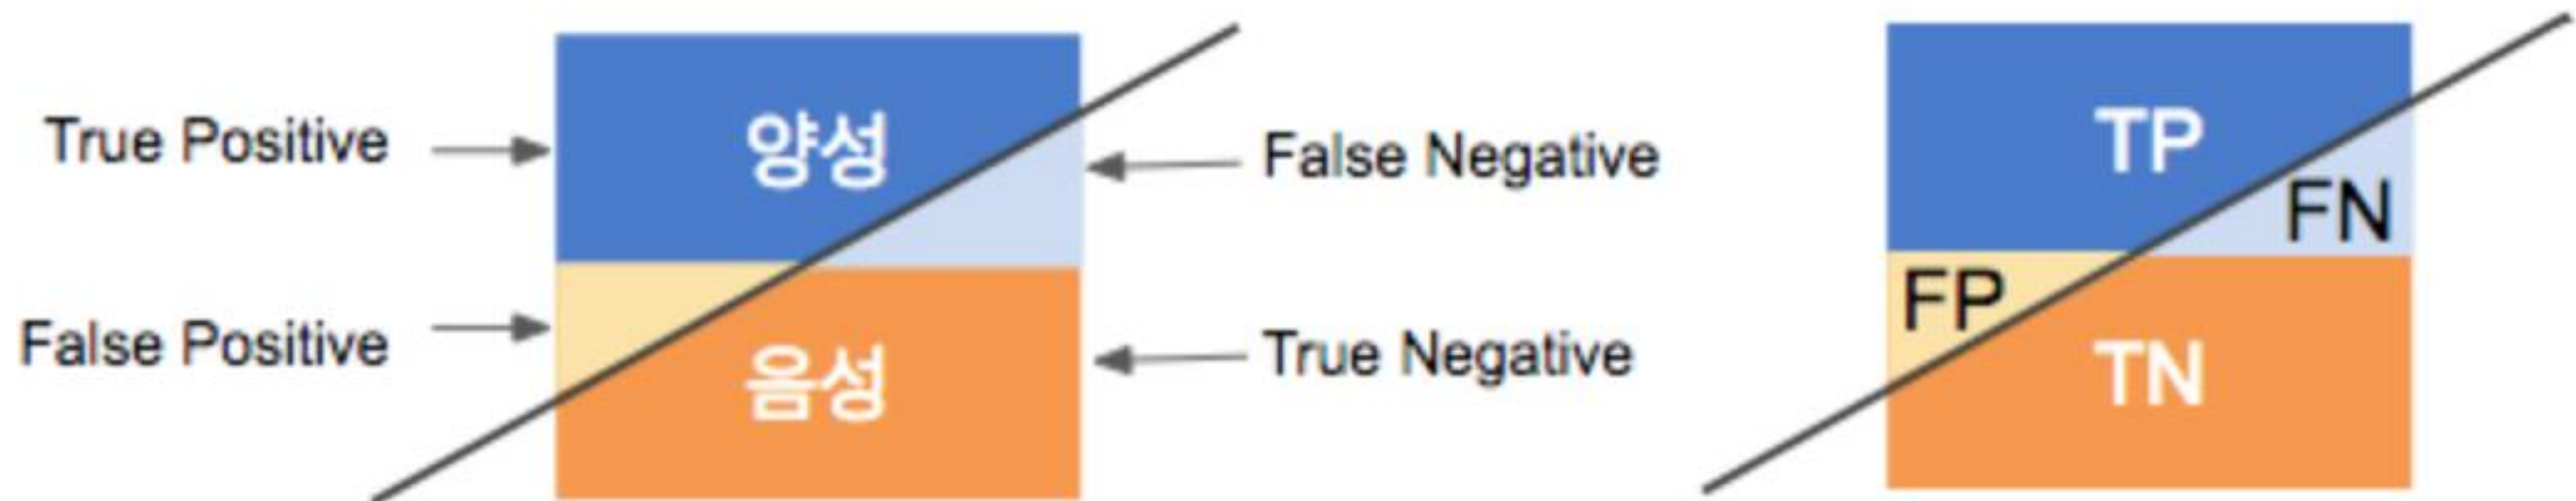 True Positive
양성
False Negative
False Positive
음성
True Negative
TP
FN
FP
TN